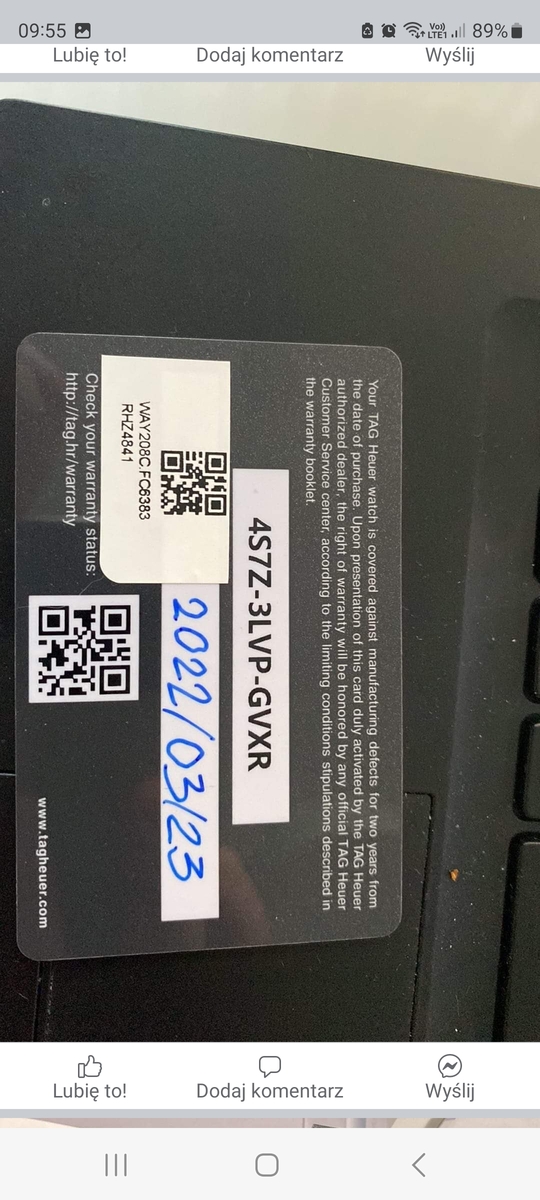 09:55
Vo))
LTE1
89%
Lubię to!
Dodaj komentarz
Wyślij
Your TAG Heuer watch is covered against manufacturing defects for two years from
the date of purchase. Upon presentation of this card duly activated by the TAG Heuer
authorized dealer, the right of warranty will be honored by any official TAG Heuer
Customer Service center, according to the limiting conditions stipulations described in
the warranty booklet.
4S7Z-3LVP-GVXR
WAY208C.FC6383
RHZ4841
2022/03/23
Check your warranty status:
http://tag.hr/warranty
www.tagheuer.com
Lubię to!
Dodaj komentarz
Wyślij